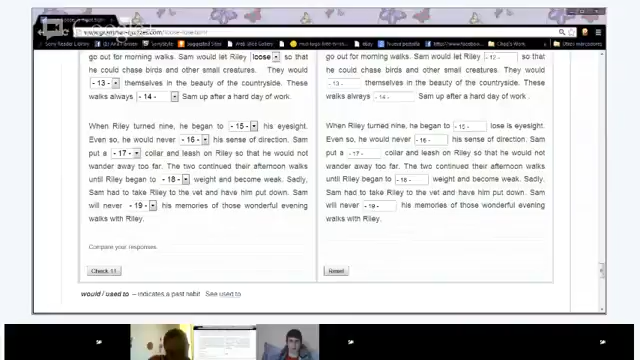 go out for morning walks. Sam would let Riley loose so that
he could chase birds and other small creatures. They would
- 13 - themselves in the beauty of the countryside. These
walks always - 14 - Sam up after a hard day of work.
When Riley turned nine, he began to - 15 - his eyesight.
Even so, he would never - 16 - his sense of direction. Sam
put a - 17 - collar and leash on Riley so that he would not
wander away too far. The two continued their afternoon walks
until Riley began to - 18 - weight and become weak. Sadly,
Sam had to take Riley to the vet and have him put down. Sam
will never - 19 - his memories of those wonderful evening
walks with Riley.
Compare your responses.
Check 11
go out for morning walks. Sam would let Riley - 12 - so that
he could chase birds and other small creatures. They would
- 13 - themselves in the beauty of the countryside. These
walks always - 14 - Sam up after a hard day of work.
When Riley turned nine, he began to - 15 - lose is eyesight.
Even so, he would never - 16 - his sense of direction. Sam
put a - 17 - collar and leash on Riley so that he would not
wander away too far. The two continued their afternoon walks
until Riley began to - 18 - weight and become weak. Sadly,
Sam had to take Riley to the vet and have him put down. Sam
will never - 19 - his memories of those wonderful evening
walks with Riley.
Reset
would / used to – indicates a past habit See used to